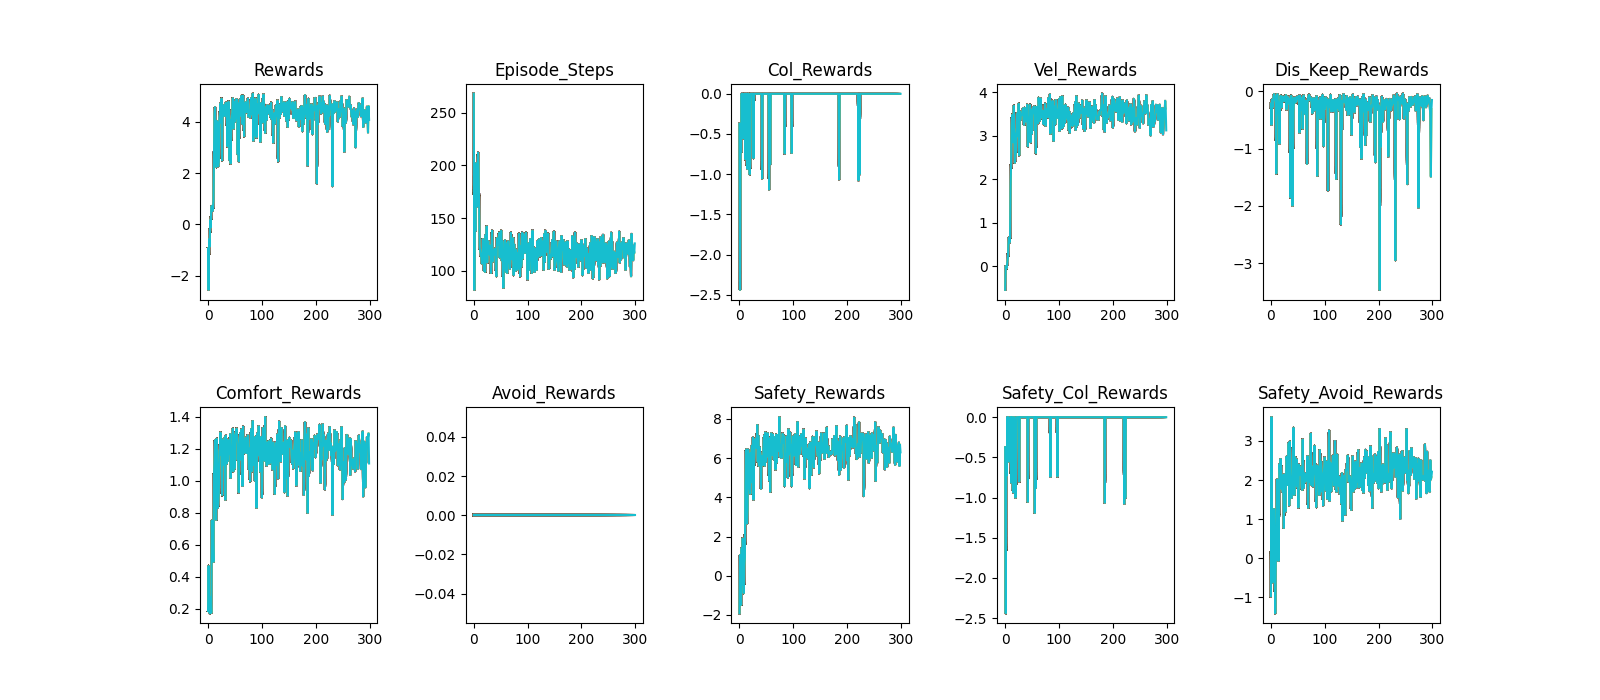 Rewards
4
2
0
−2
0 100 200 300
Episode_Steps
250
200
150
100
0 100 200 300
Col_Rewards
0.0
−0.5
−1.0
−1.5
−2.0
−2.5
0 100 200 300
Vel_Rewards
4
3
2
1
0
0 100 200 300
Dis_Keep_Rewards
0
−1
−2
−3
0 100 200 300
Comfort_Rewards
1.4
1.2
1.0
0.8
0.6
0.4
0.2
0 100 200 300
Avoid_Rewards
0.04
0.02
0.00
−0.02
−0.04
0 100 200 300
Safety_Rewards
8
6
4
2
0
−2
0 100 200 300
Safety_Col_Rewards
0.0
−0.5
−1.0
−1.5
−2.0
−2.5
0 100 200 300
Safety_Avoid_Rewards
3
2
1
0
−1
0 100 200 300